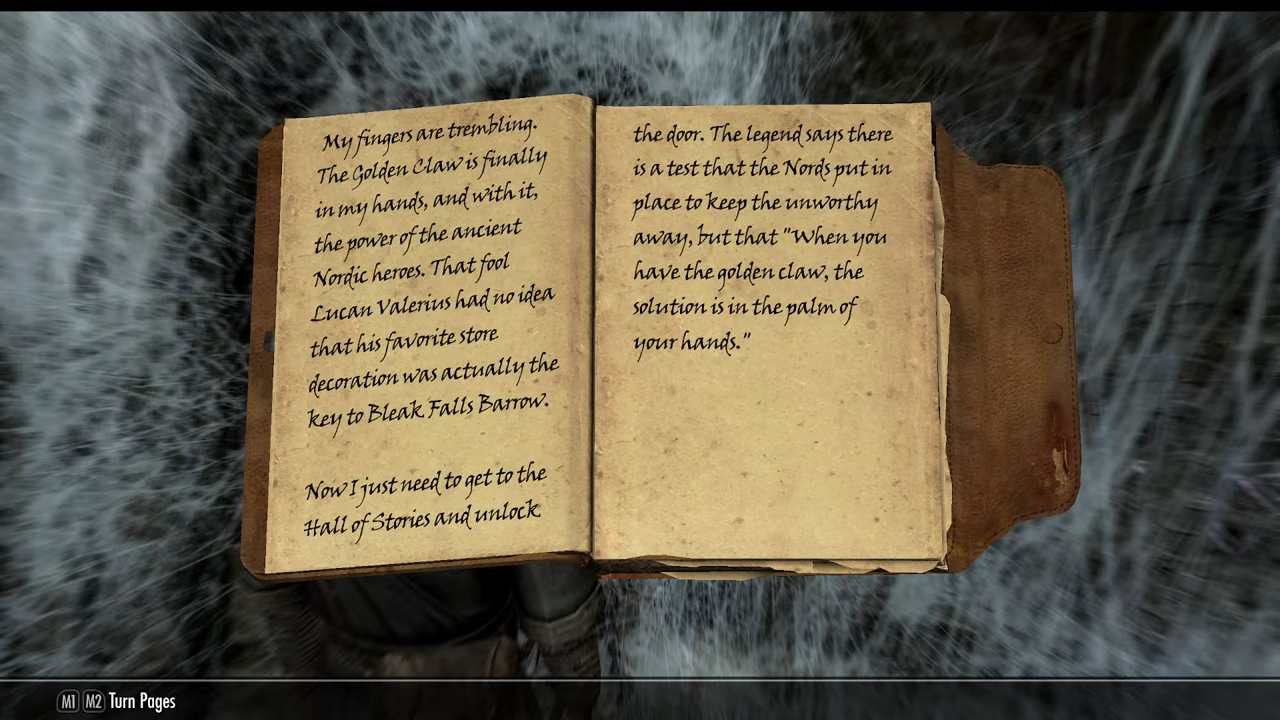 My fingers are trembling.
The Golden Claw is finally
in my hands, and with it,
the power of the ancient
Nordic heroes. That fool
Lucan Valerius had no idea
that his favorite store
decoration was actually the
key to Bleak Falls Barrow.
Now I just need to get to the
Hall of Stories and unlock
the door. The legend says there
is a test that the Nords put in
place to keep the unworthy
away, but that "When you
have the golden claw, the
solution is in the palm of
your hands."
M1 M2 Turn Pages